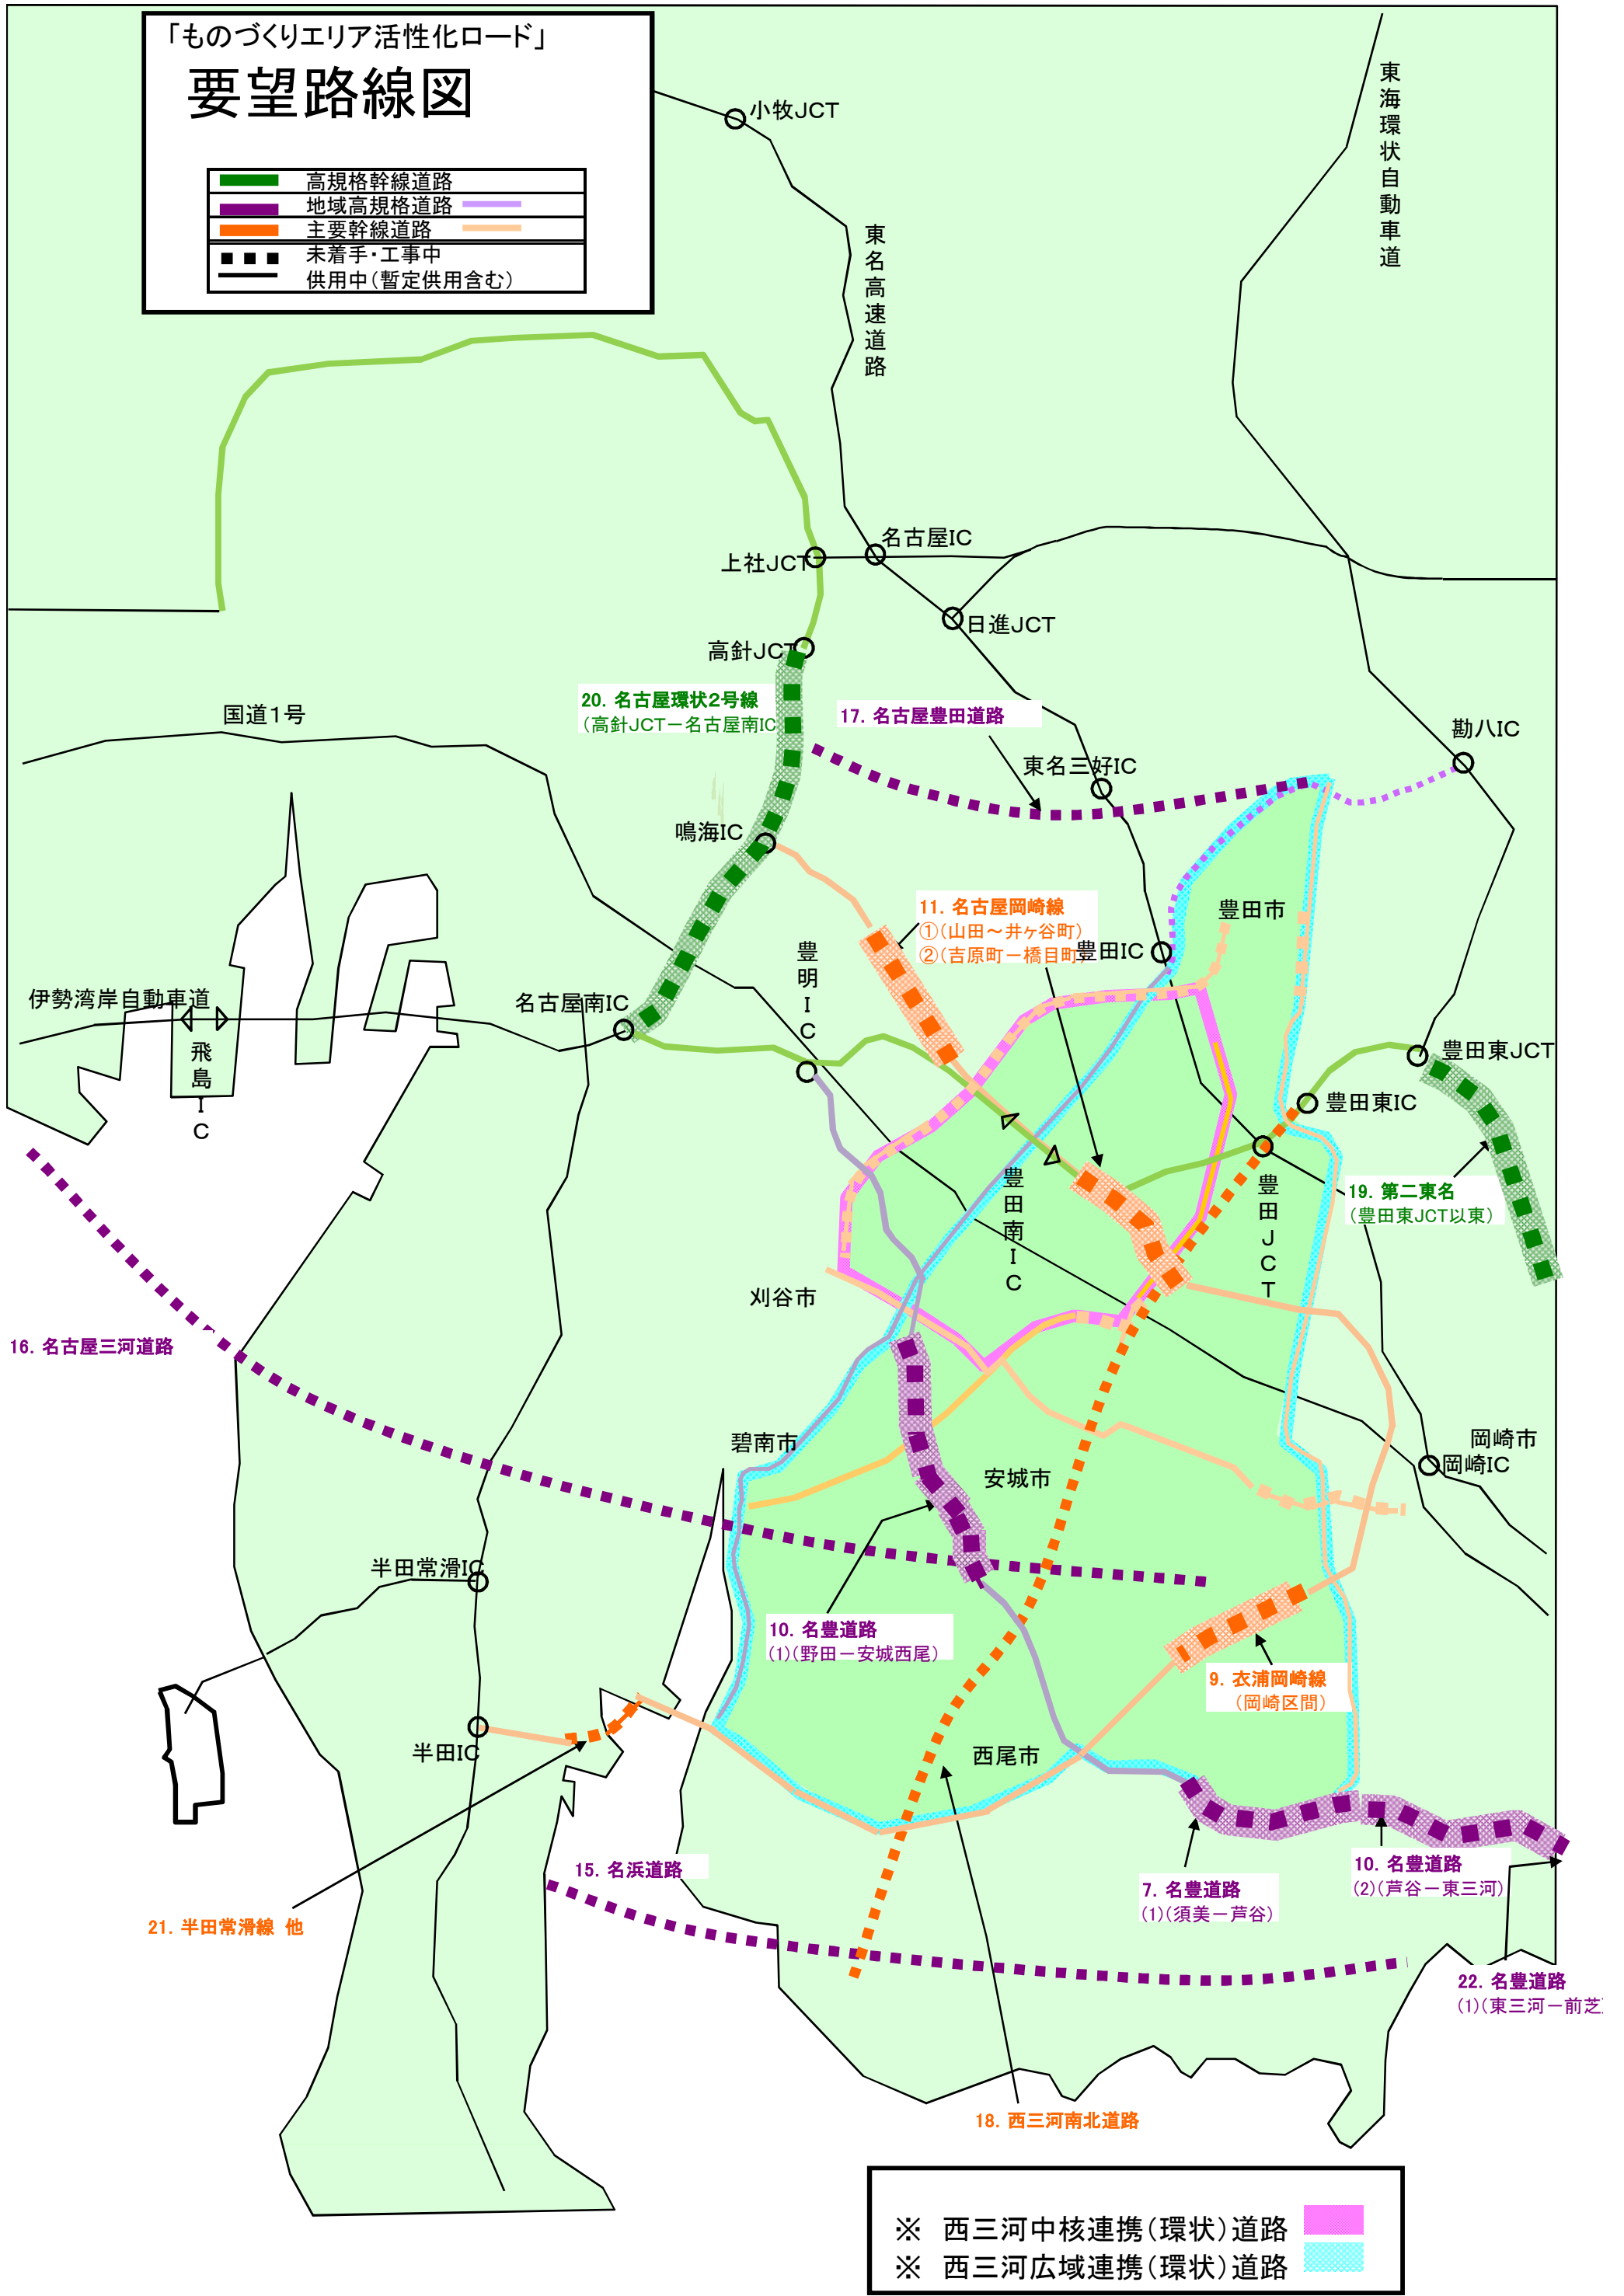 「ものづくりエリア活性化ロード」
要望路線図
高規格幹線道路
地域高規格道路
主要幹線道路
未着手・工事中
供用中（暫定供用含む）
小牧JCT
東海環状自動車道
東名高速道路
名古屋IC
上社JCT
日進JCT
高針JCT
20. 名古屋環状2号線
（高針JCT－名古屋南IC
17. 名古屋豊田道路
国道1号
勘八IC
東名三好IC
鳴海IC
11. 名古屋岡崎線
①（山田～井ヶ谷町）
②（吉原町－橋目町）
豊田市
豊田IC
豊明IC
伊勢湾岸自動車道
名古屋南IC
飛島IC
豊田東JCT
豊田東IC
豊田南IC
豊田JCT
19. 第二東名
（豊田東JCT以東）
刈谷市
16. 名古屋三河道路
碧南市
安城市
岡崎市
岡崎IC
半田常滑IC
10. 名豊道路
(1)（野田－安城西尾）
9. 衣浦岡崎線
（岡崎区間）
半田IC
西尾市
15. 名浜道路
7. 名豊道路
(1)（須美－芦谷）
10. 名豊道路
(2)（芦谷－東三河）
21. 半田常滑線 他
22. 名豊道路
(1)（東三河－前芝）
18. 西三河南北道路
※ 西三河中核連携（環状）道路
※ 西三河広域連携（環状）道路